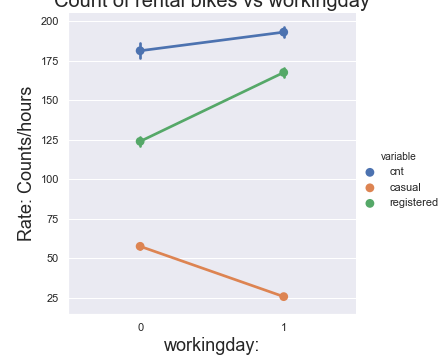 Count of rental bikes vs workingday
200
175
150
125
100
75
50
25
Rate: Counts/hours
0 1
workingday:
variable
cnt
casual
registered